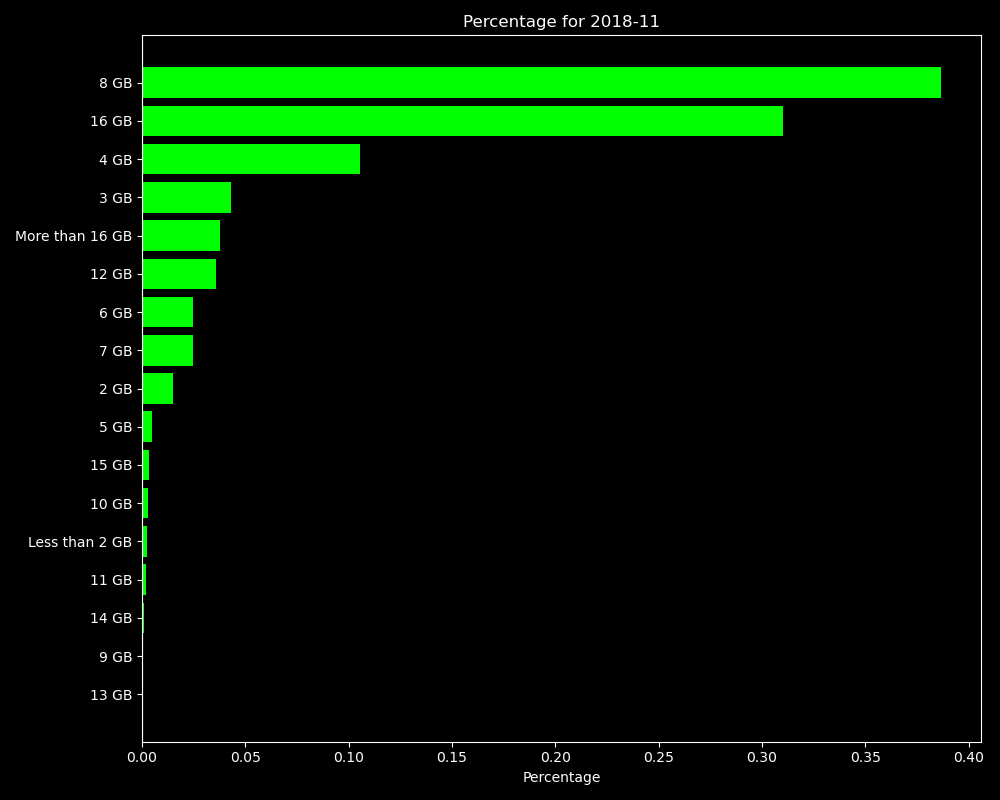 Percentage for 2018-11
8 GB
16 GB
4 GB
3 GB
More than 16 GB
12 GB
6 GB
7 GB
2 GB
5 GB
15 GB
10 GB
Less than 2 GB
11 GB
14 GB
9 GB
13 GB
0.00 0.05 0.10 0.15 0.20 0.25 0.30 0.35 0.40
Percentage